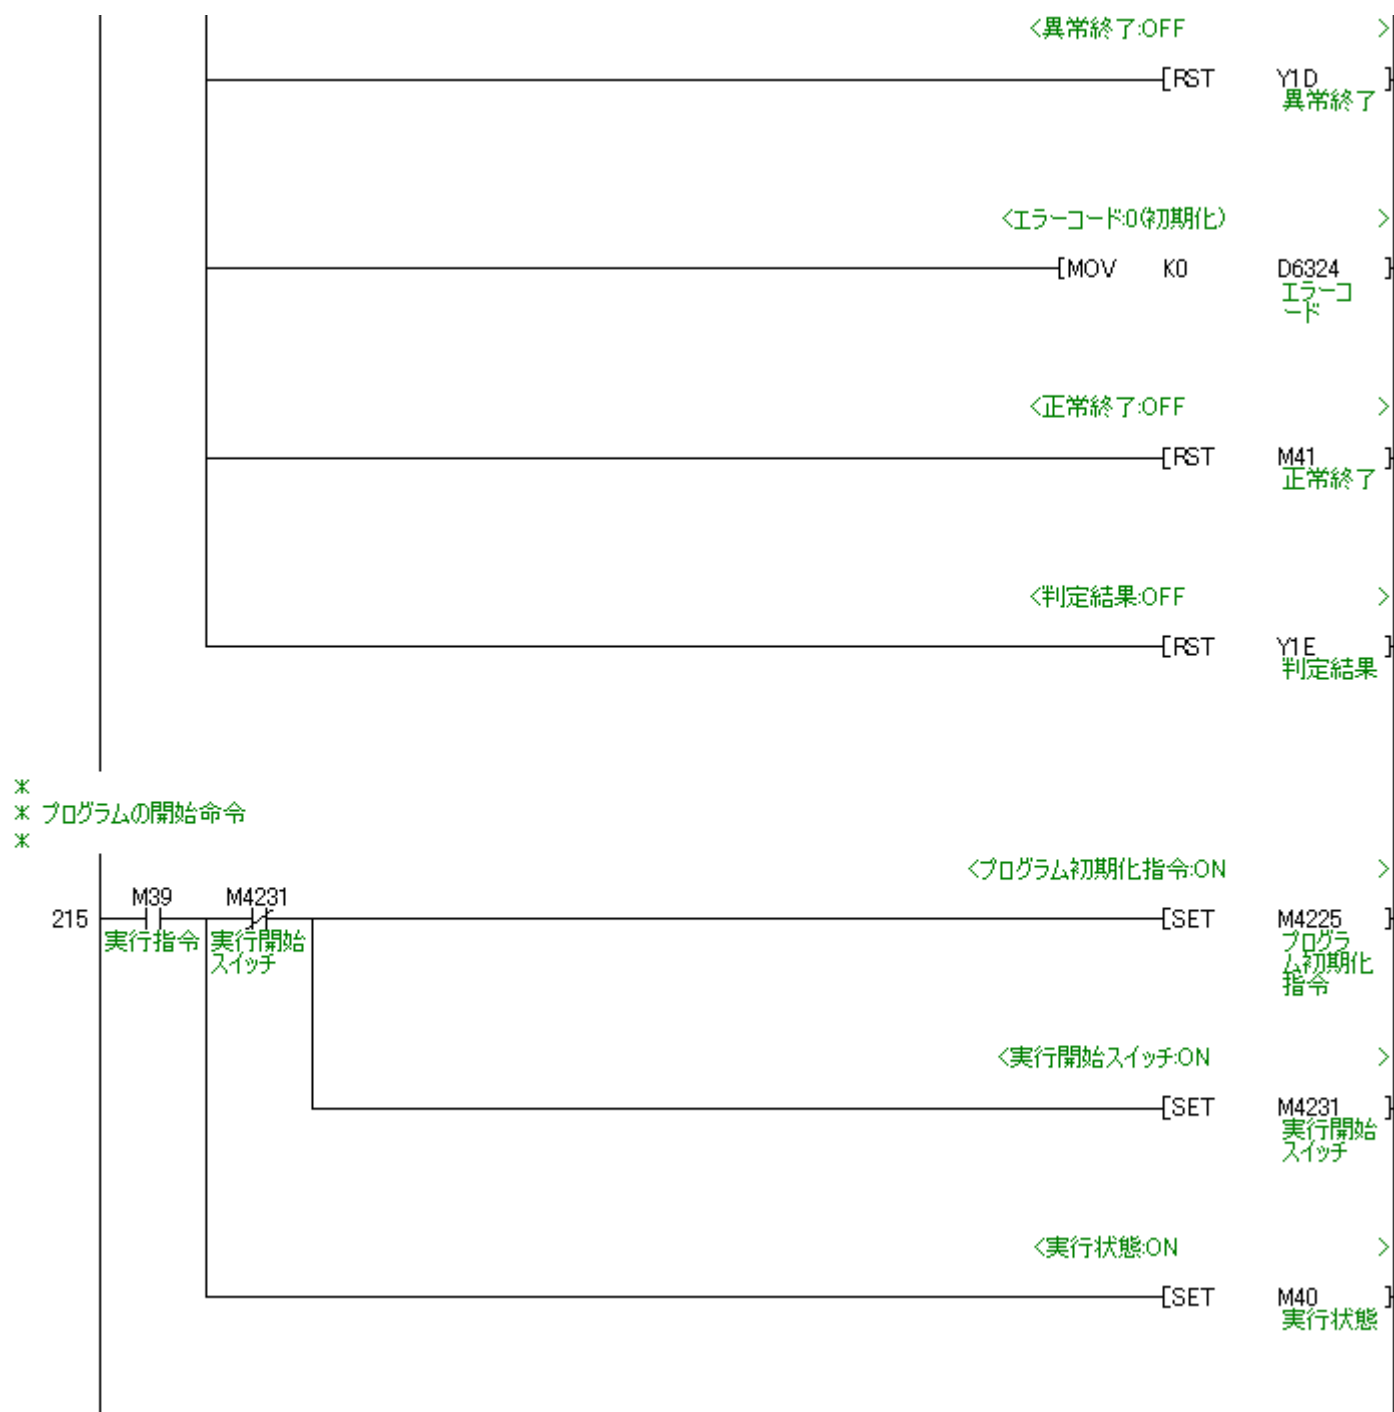 <異常終了:OFF >
[RST Y1D ]
異常終了
<エラーコード:0(初期化) >
[MOV K0 D6324 ]
エラーコ
ード
<正常終了:OFF >
[RST M41 ]
正常終了
<判定結果:OFF >
[RST Y1E ]
判定結果
*
* プログラムの開始命令
*
<プログラム初期化指令:ON >
M39 M4231
215 [SET M4225 ]
実行指令 実行開始 プログラ
スイッチ ム初期化
指令
<実行開始スイッチ:ON >
[SET M4231 ]
実行開始
スイッチ
<実行状態:ON >
[SET M40 ]
実行状態